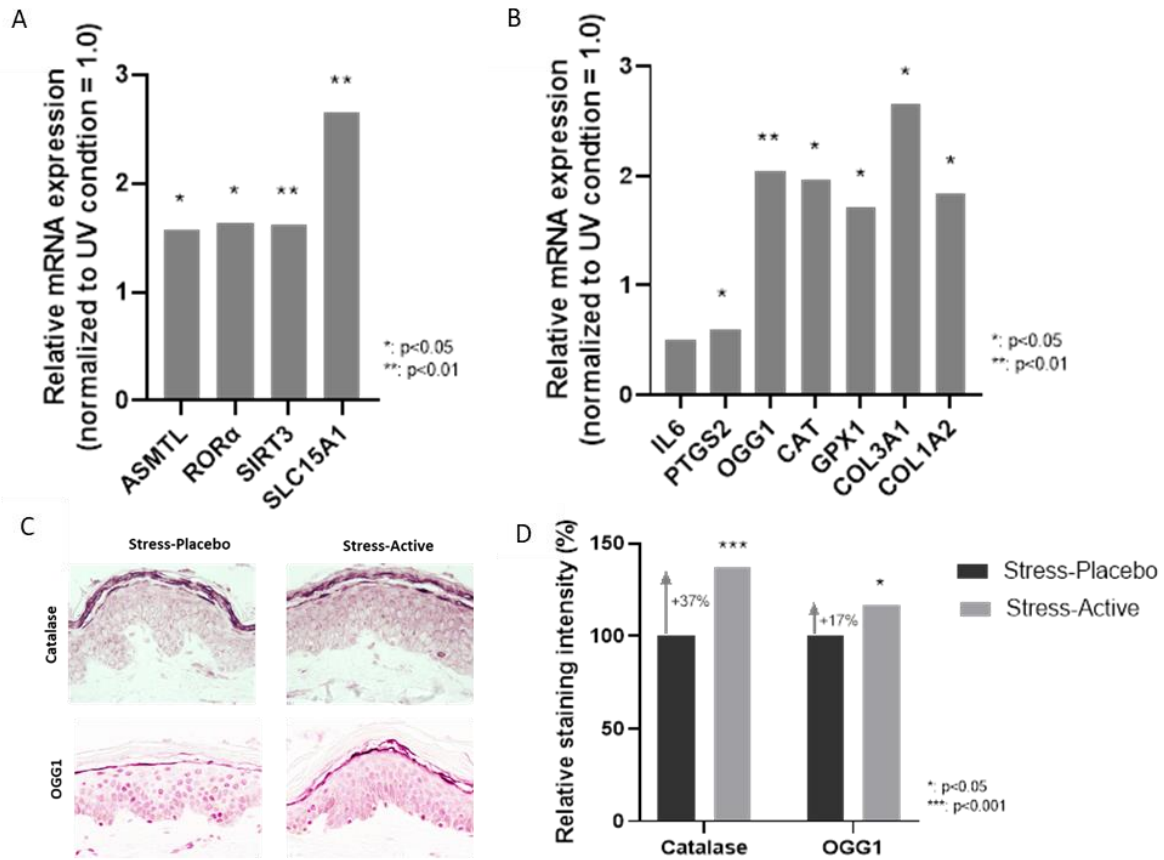 A
Relative mRNA expression
(normalized to UV condtion = 1.0)
3
2
1
0
*
*
**
**
*: p<0.05
**: p<0.01
ASMTL
RORα
SIRT3
SLC15A1
B
Relative mRNA expression
(normalized to UV condtion = 1.0)
3
2
1
0
*
**
*
*
*
*
*: p<0.05
**: p<0.01
IL6
PTGS2
OGG1
CAT
GPX1
COL3A1
COL1A2
C
Stress-Placebo
Stress-Active
Catalase
OGG1
D
Relative staining intensity (%)
150
100
50
0
+37%
***
+17%
*
Stress-Placebo
Stress-Active
*: p<0.05
***: p<0.001
Catalase
OGG1